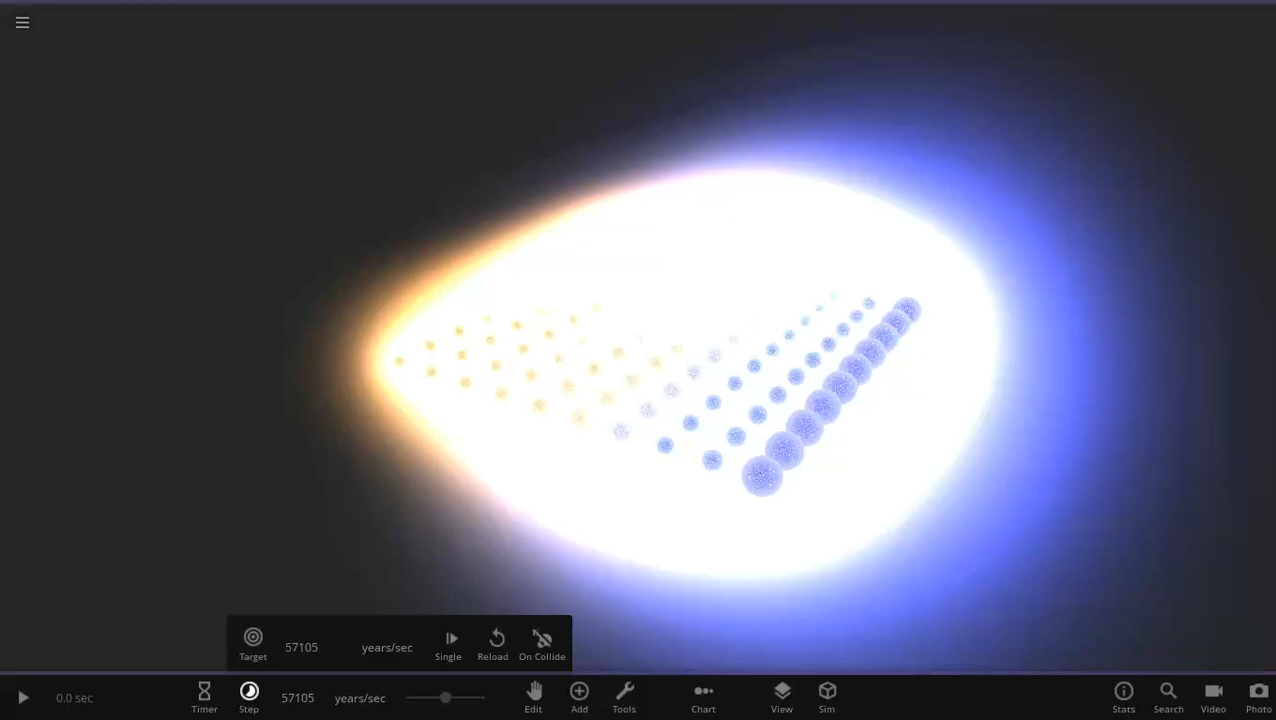 57105 years/sec
Target Single Reload On Collide
0.0 sec 57105 years/sec
Timer Step Edit Add Tools Chart View Sim Stats Search Video Photo